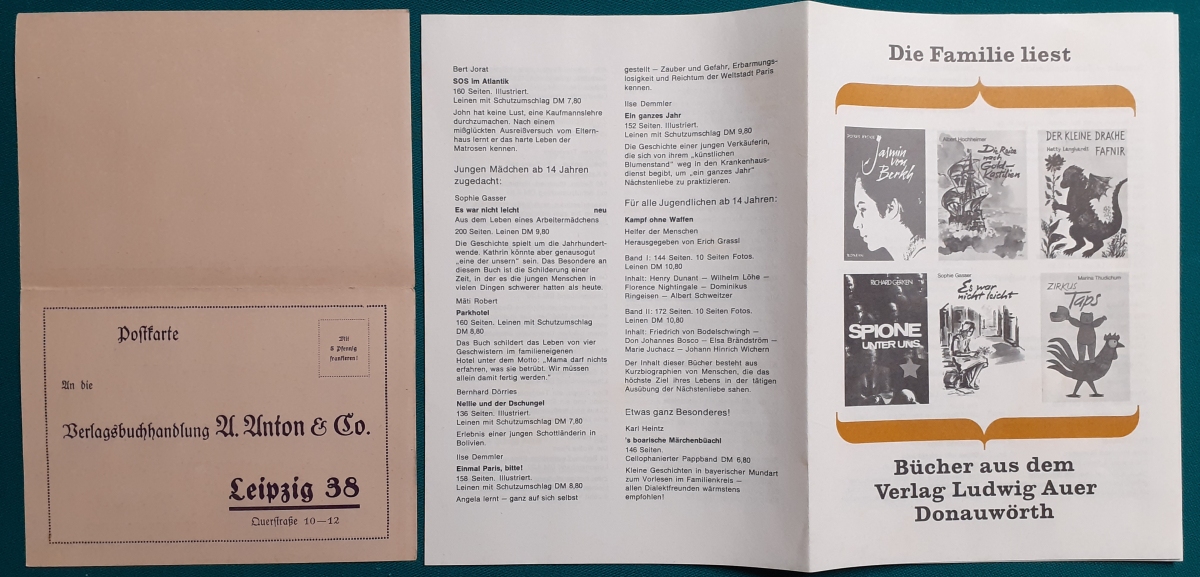 Postkarte
Mit
8 Pfennig
frankieren!
An die
Verlagsbuchhandlung A. Anton & Co.
Leipzig 38
Querstraße 10—12
Bert Jorat
SOS im Atlantik
160 Seiten. Illustriert.
Leinen mit Schutzumschlag DM 7,80
John hat keine Lust, eine Kaufmannslehre
durchzumachen. Nach einem
mißglückten Ausreißversuch vom Eltern-
haus lernt er das harte Leben der
Matrosen kennen.
Jungen Mädchen ab 14 Jahren
zugedacht:
Sophie Gasser
Es war nicht leicht neu
Aus dem Leben eines Arbeitermädchens
200 Seiten. Leinen DM 9,80
Die Geschichte spielt um die Jahrhundert-
wende. Kathrin könnte aber genausogut
„eine der unsern" sein. Das Besondere an
diesem Buch ist die Schilderung einer
Zeit, in der es die jungen Menschen in
vielen Dingen schwerer hatten als heute.
Mäti Robert
Parkhotel
160 Seiten. Leinen mit Schutzumschlag
DM 8,80
Das Buch schildert das Leben von vier
Geschwistern im familieneigenen
Hotel unter dem Motto: „Mama darf nichts
erfahren, was sie betrübt. Wir müssen
allein damit fertig werden."
Bernhard Dörries
Nellie und der Dschungel
136 Seiten. Illustriert.
Leinen mit Schutzumschlag DM 7,80
Erlebnis einer jungen Schottländerin in
Bolivien.
Ilse Demmler
Einmal Paris, bitte!
158 Seiten. Illustriert.
Leinen mit Schutzumschlag DM 8,80
Angela lernt — ganz auf sich selbst
gestellt — Zauber und Gefahr, Erbarmungs-
losigkeit und Reichtum der Weltstadt Paris
kennen.
Ilse Demmler
Ein ganzes Jahr
152 Seiten. Illustriert.
Leinen mit Schutzumschlag DM 9,80
Die Geschichte einer jungen Verkäuferin,
die sich von ihrem „künstlichen
Blumenstand" weg in den Krankenhaus-
dienst begibt, um „ein ganzes Jahr"
Nächstenliebe zu praktizieren.
Für alle Jugendlichen ab 14 Jahren:
Kampf ohne Waffen
Helfer der Menschen
Herausgegeben von Erich Grassl
Band I: 144 Seiten. 10 Seiten Fotos.
Leinen DM 10,80
Inhalt: Henry Dunant — Wilhelm Löhe —
Florence Nightingale — Dominikus
Ringeisen — Albert Schweitzer
Band II: 172 Seiten. 10 Seiten Fotos.
Leinen DM 10,80
Inhalt: Friedrich von Bodelschwingh —
Don Johannes Bosco — Elsa Brändström —
Marie Juchacz — Johann Hinrich Wichern
Der Inhalt dieser Bücher besteht aus
Kurzbiographien von Menschen, die das
höchste Ziel ihres Lebens in der tätigen
Ausübung der Nächstenliebe sahen.
Etwas ganz Besonderes!
Karl Heintz
's boarische Märchenbüachl
146 Seiten.
Cellophanierter Pappband DM 6,80
Kleine Geschichten in bayerischer Mundart
zum Vorlesen im Familienkreis —
allen Dialektfreunden wärmstens
empfohlen!
Die Familie liest
Jasmin
von
Berkh
Albert Hochheimer
Die Reise
nach
Gold-
Kastilien
DER KLEINE DRACHE
Hetty Langhardt
FAFNIR
RICHARD GERKEN
SPIONE
UNTER UNS
Sophie Gasser
Es war
nicht leicht
Marina Thudichum
ZIRKUS
Taps
Bücher aus dem
Verlag Ludwig Auer
Donauwörth